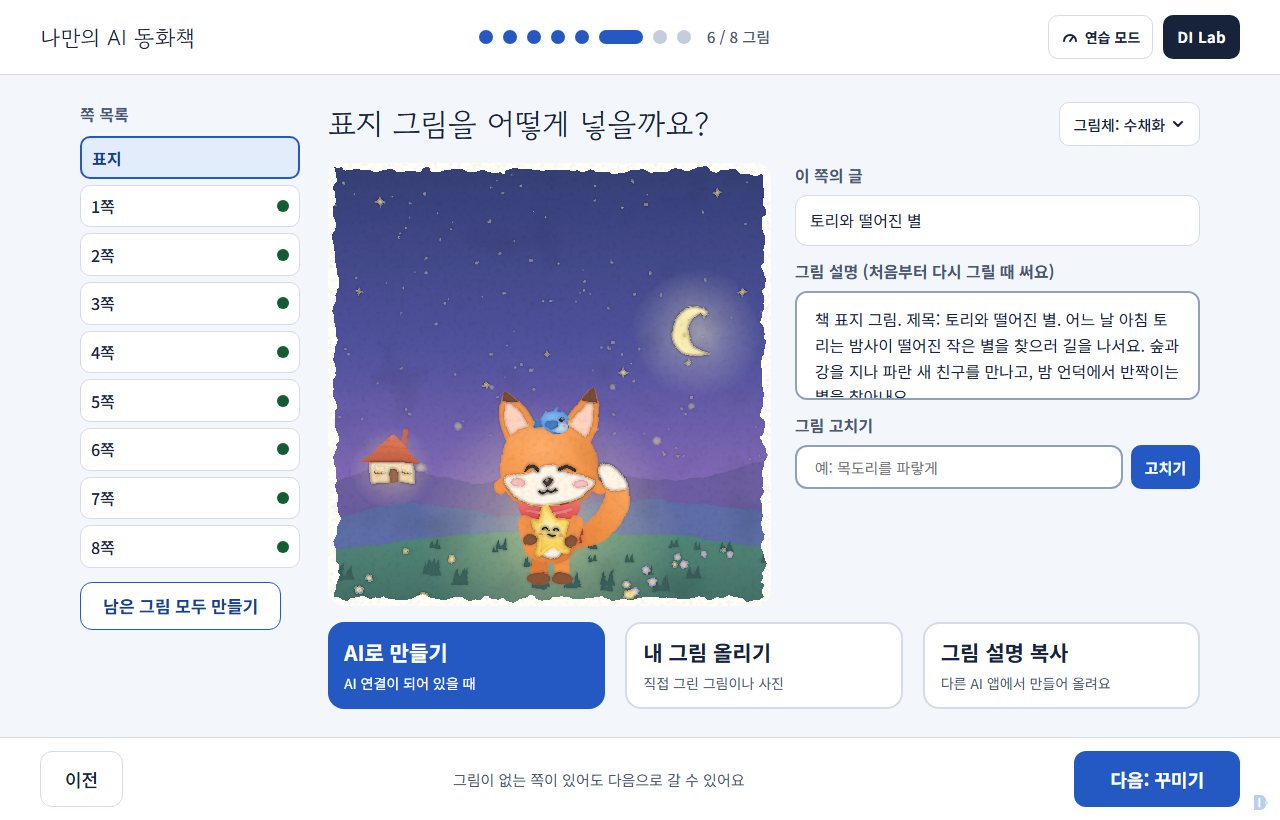 나만의 AI 동화책
6 / 8 그림
연습 모드
DI Lab
쪽 목록
표지
1쪽
2쪽
3쪽
4쪽
5쪽
6쪽
7쪽
8쪽
남은 그림 모두 만들기
표지 그림을 어떻게 넣을까요?
그림체: 수채화
이 쪽의 글
토리와 떨어진 별
그림 설명 (처음부터 다시 그릴 때 써요)
책 표지 그림. 제목: 토리와 떨어진 별. 어느 날 아침 토
리는 밤사이 떨어진 작은 별을 찾으러 길을 나서요. 숲과
강을 지나 파란 새 친구를 만나고, 밤 언덕에서 반짝이는
별을 찾아내요
그림 고치기
예: 목도리를 파랗게
고치기
AI로 만들기
AI 연결이 되어 있을 때
내 그림 올리기
직접 그린 그림이나 사진
그림 설명 복사
다른 AI 앱에서 만들어 올려요
이전
그림이 없는 쪽이 있어도 다음으로 갈 수 있어요
다음: 꾸미기